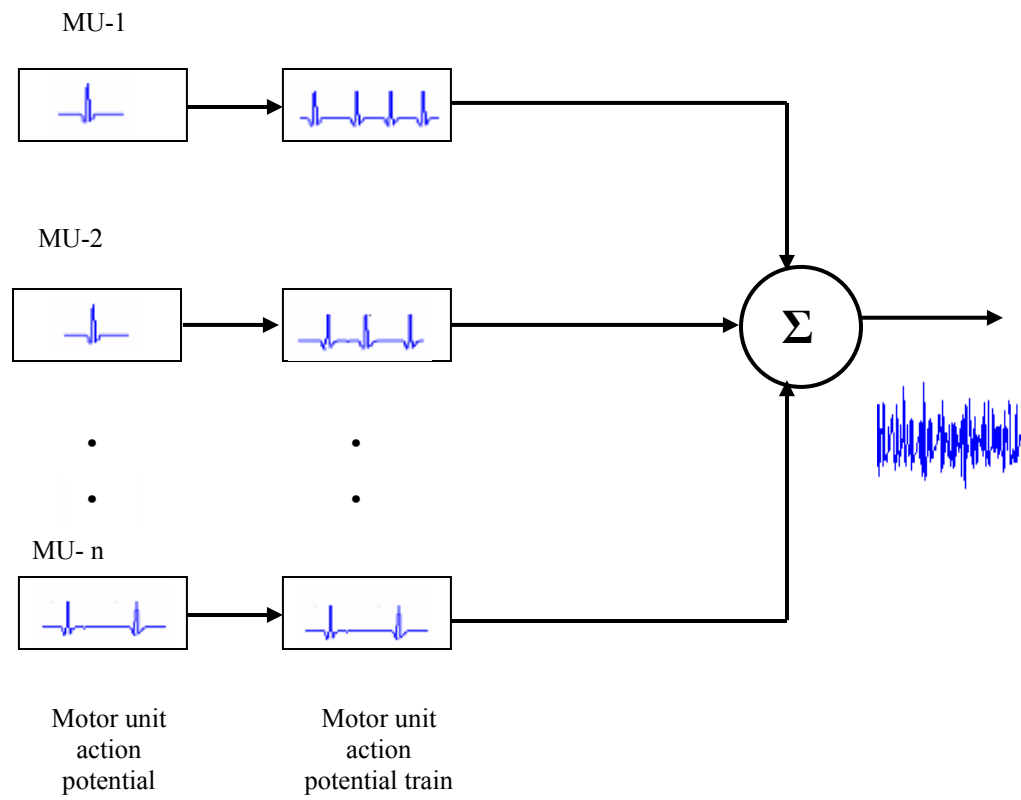 MU-1
MU-2
Σ
MU- n
Motor unit
action
potential
Motor unit
action
potential train